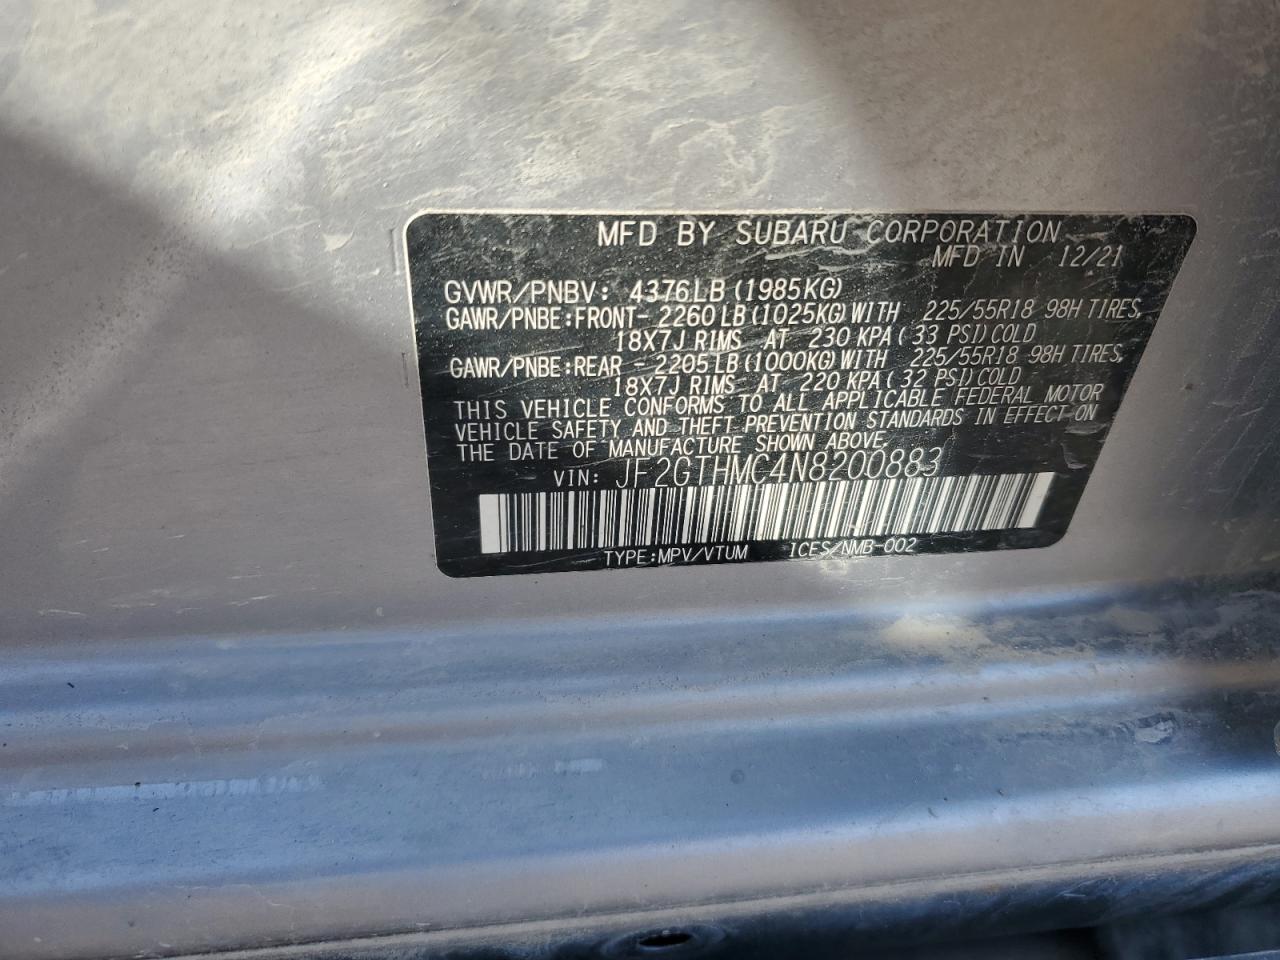 MFD BY SUBARU CORPORATION
MFD IN 12/21
GVWR/PNBV: 4376LB (1985KG)
GAWR/PNBE:FRONT- 2260LB(1025KG)WITH 225/55R18 98H TIRES,
18X7J RIMS AT 230 KPA( 33 PSI)COLD
GAWR/PNBE:REAR - 2205LB(1000KG)WITH 225/55R18 98H TIRES,
18X7J RIMS AT 220 KPA( 32 PSI)COLD
THIS VEHICLE CONFORMS TO ALL APPLICABLE FEDERAL MOTOR
VEHICLE SAFETY AND THEFT PREVENTION STANDARDS IN EFFECT ON
THE DATE OF MANUFACTURE SHOWN ABOVE
VIN: JF2GTHMC4N8200883
TYPE:MPV/VTUM ICES/NMB-002